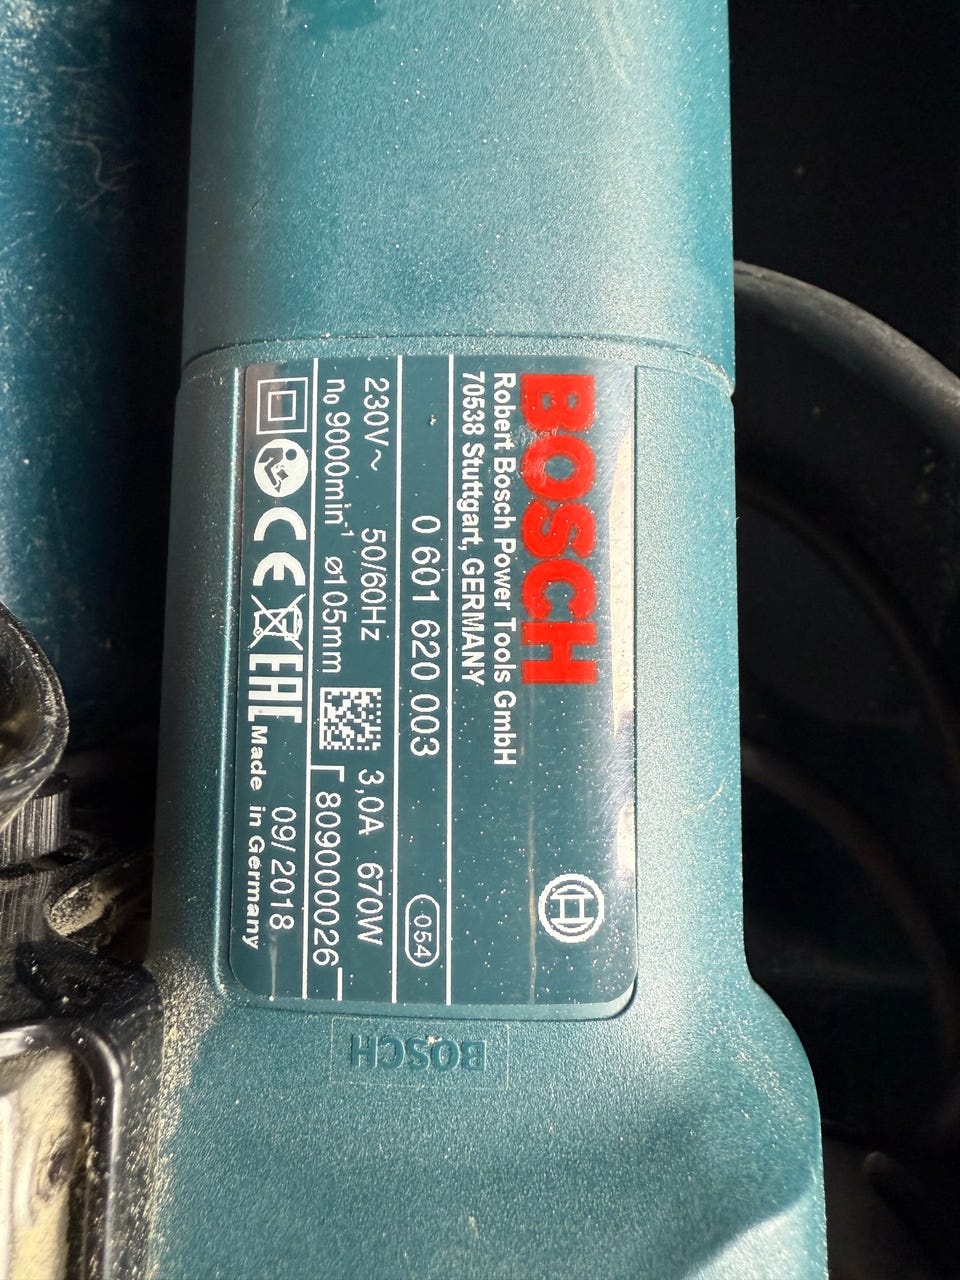 BOSCH
Robert Bosch Power Tools GmbH
70538 Stuttgart, GERMANY
0 601 620 003
054
230V~ 50/60Hz 3,0A 670W
n₀ 9000min⁻¹ ø105mm 809000026
CE EAC 09/2018
Made in Germany
BOSCH